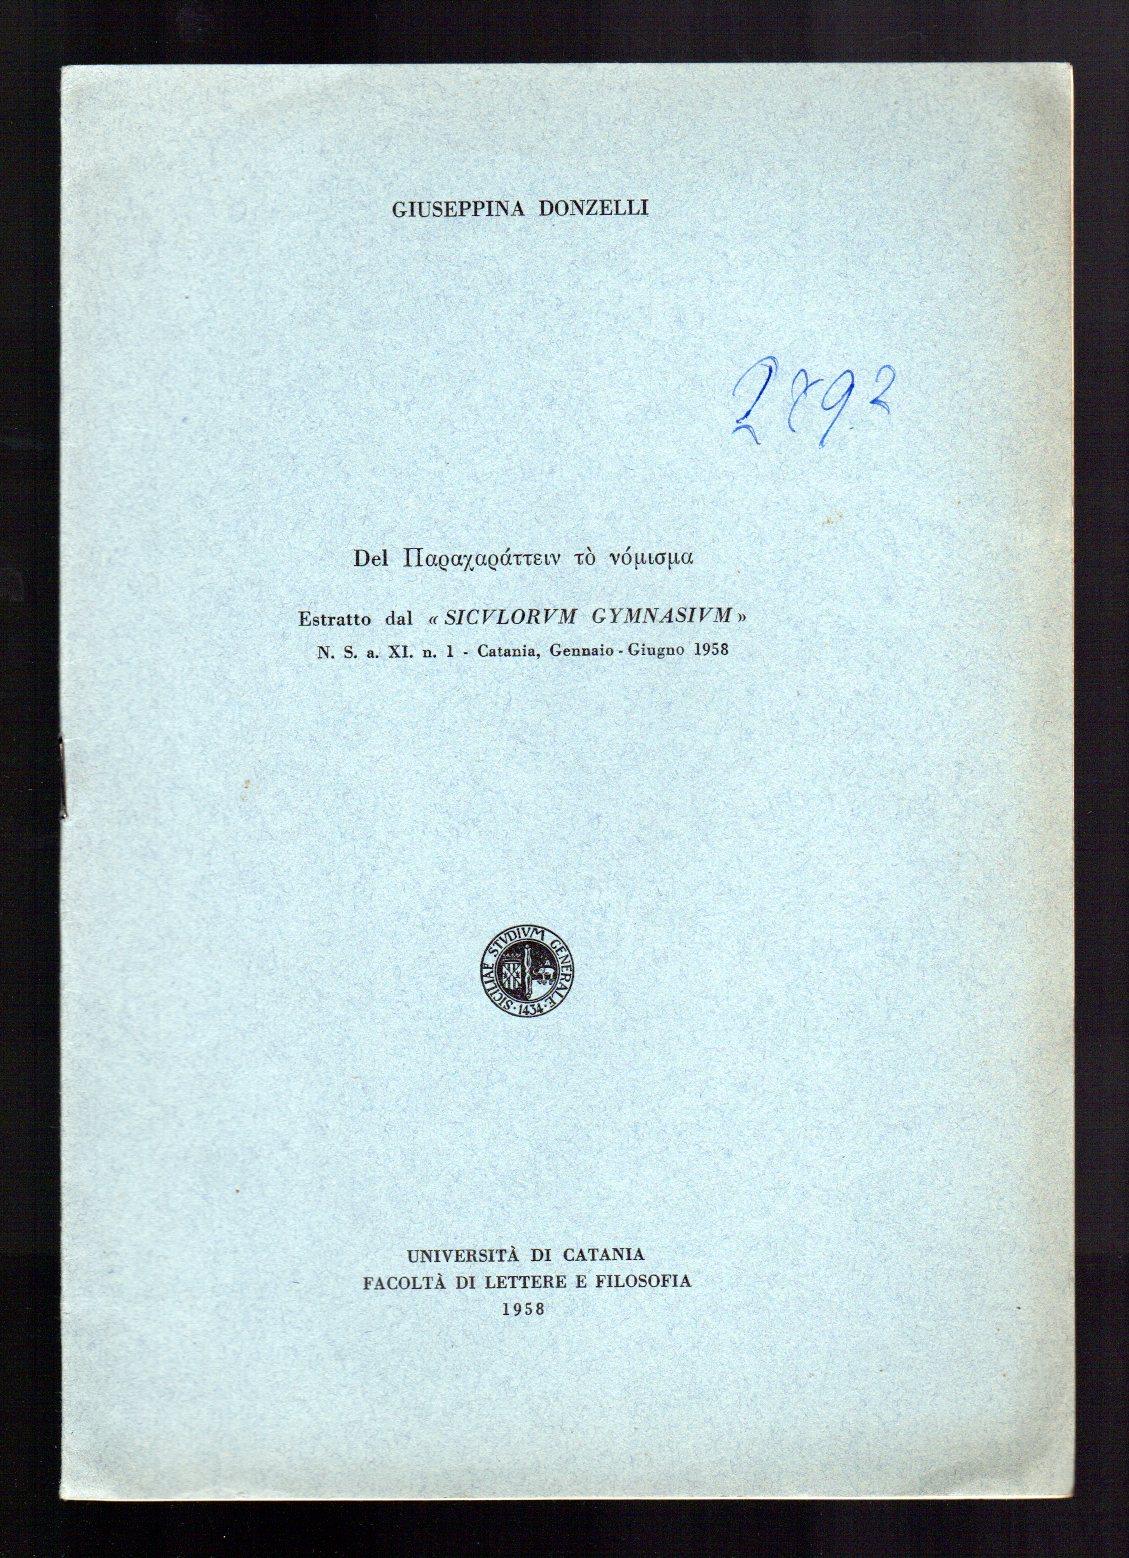 GIUSEPPINA DONZELLI
2892
Del Παραχαράττειν τὸ νόμισμα
Estratto dal « SICVLORVM GYMNASIVM »
N. S. a. XI. n. 1 - Catania, Gennaio - Giugno 1958
SICILIAE STVDIVM GENERALE · 1434 ·
UNIVERSITÀ DI CATANIA
FACOLTÀ DI LETTERE E FILOSOFIA
1958